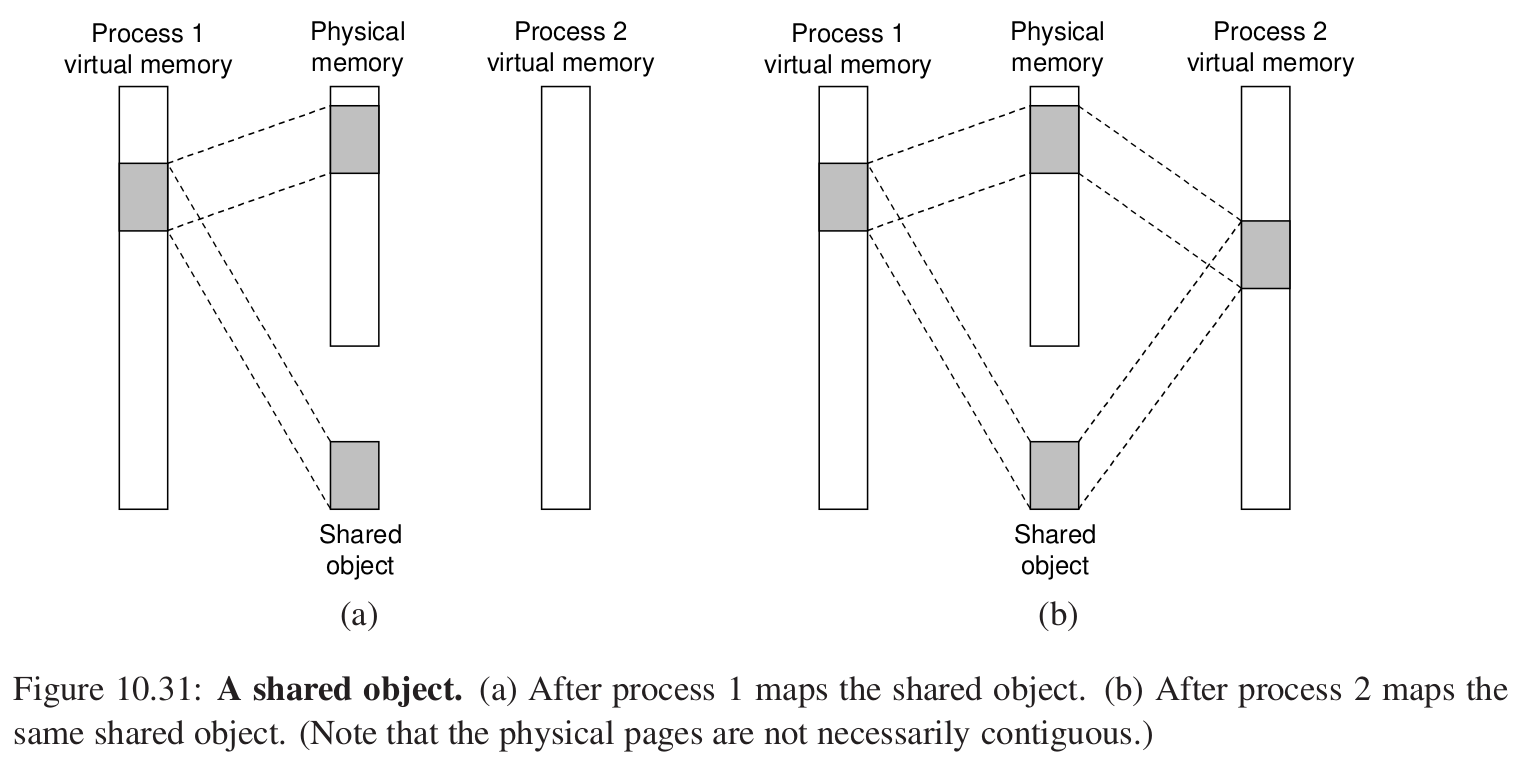 Process 1
virtual memory
Physical
memory
Process 2
virtual memory
Shared
object
(a)
Process 1
virtual memory
Physical
memory
Process 2
virtual memory
Shared
object
(b)
Figure 10.31: A shared object. (a) After process 1 maps the shared object. (b) After process 2 maps the
same shared object. (Note that the physical pages are not necessarily contiguous.)